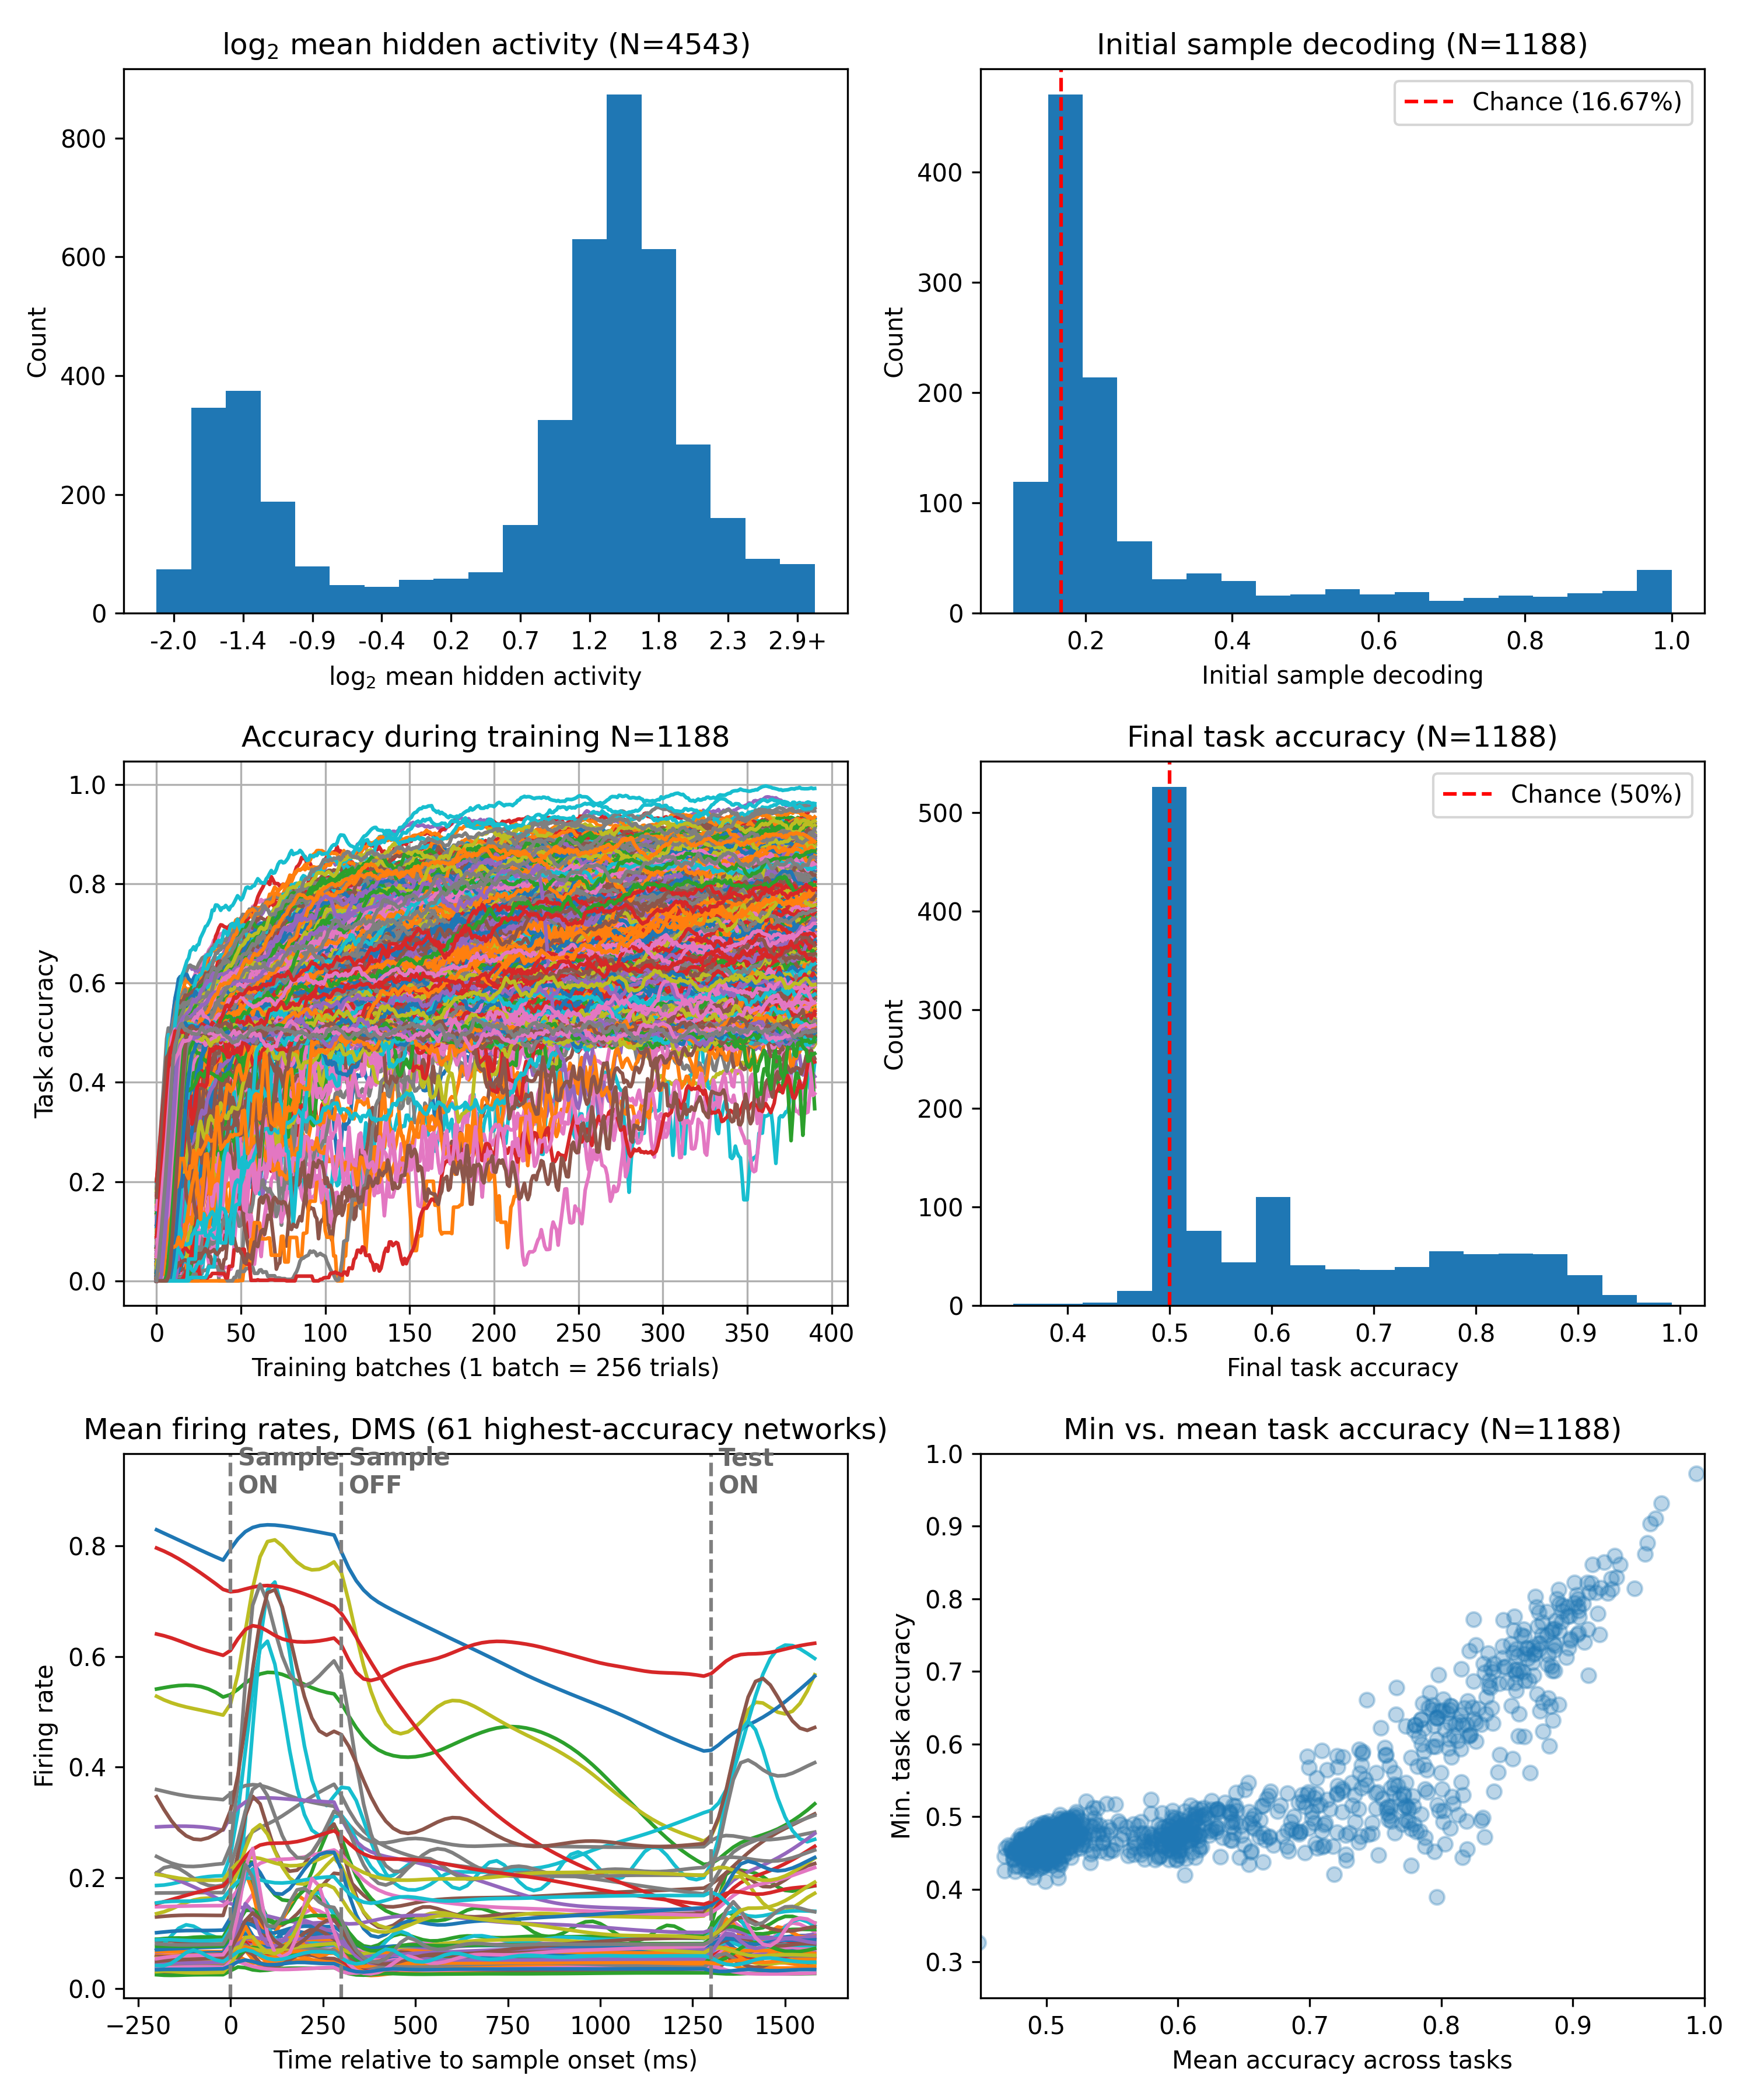 log₂ mean hidden activity (N=4543)
Count
0
200
400
600
800
-2.0 -1.4 -0.9 -0.4 0.2 0.7 1.2 1.8 2.3 2.9+
log₂ mean hidden activity
Initial sample decoding (N=1188)
Chance (16.67%)
Count
0
100
200
300
400
0.2 0.4 0.6 0.8 1.0
Initial sample decoding
Accuracy during training N=1188
Task accuracy
0.0
0.2
0.4
0.6
0.8
1.0
0 50 100 150 200 250 300 350 400
Training batches (1 batch = 256 trials)
Final task accuracy (N=1188)
Chance (50%)
Count
0
100
200
300
400
500
0.4 0.5 0.6 0.7 0.8 0.9 1.0
Final task accuracy
Mean firing rates, DMS (61 highest-accuracy networks)
Sample
ON
Sample
OFF
Test
ON
Firing rate
0.0
0.2
0.4
0.6
0.8
−250 0 250 500 750 1000 1250 1500
Time relative to sample onset (ms)
Min vs. mean task accuracy (N=1188)
Min. task accuracy
0.3
0.4
0.5
0.6
0.7
0.8
0.9
1.0
0.5 0.6 0.7 0.8 0.9 1.0
Mean accuracy across tasks